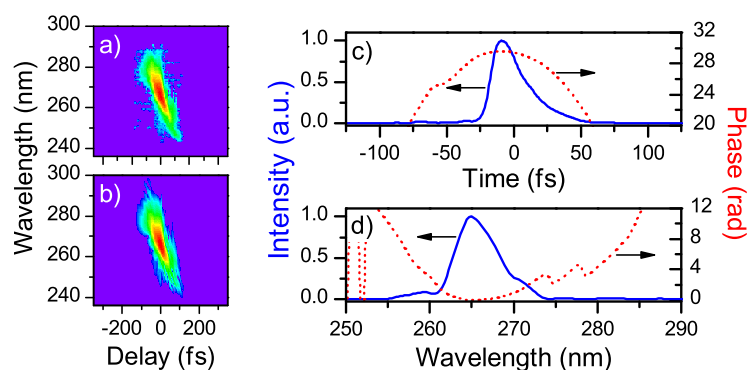 a)
300
280
260
240
b)
300
280
260
240
Wavelength (nm)
-200 0 200
Delay (fs)
c)
1.0
0.5
0.0
32
28
24
20
-100 -50 0 50 100
Time (fs)
Intensity (a.u.)
Phase (rad)
d)
1.0
0.5
0.0
12
8
4
0
250 260 270 280 290
Wavelength (nm)